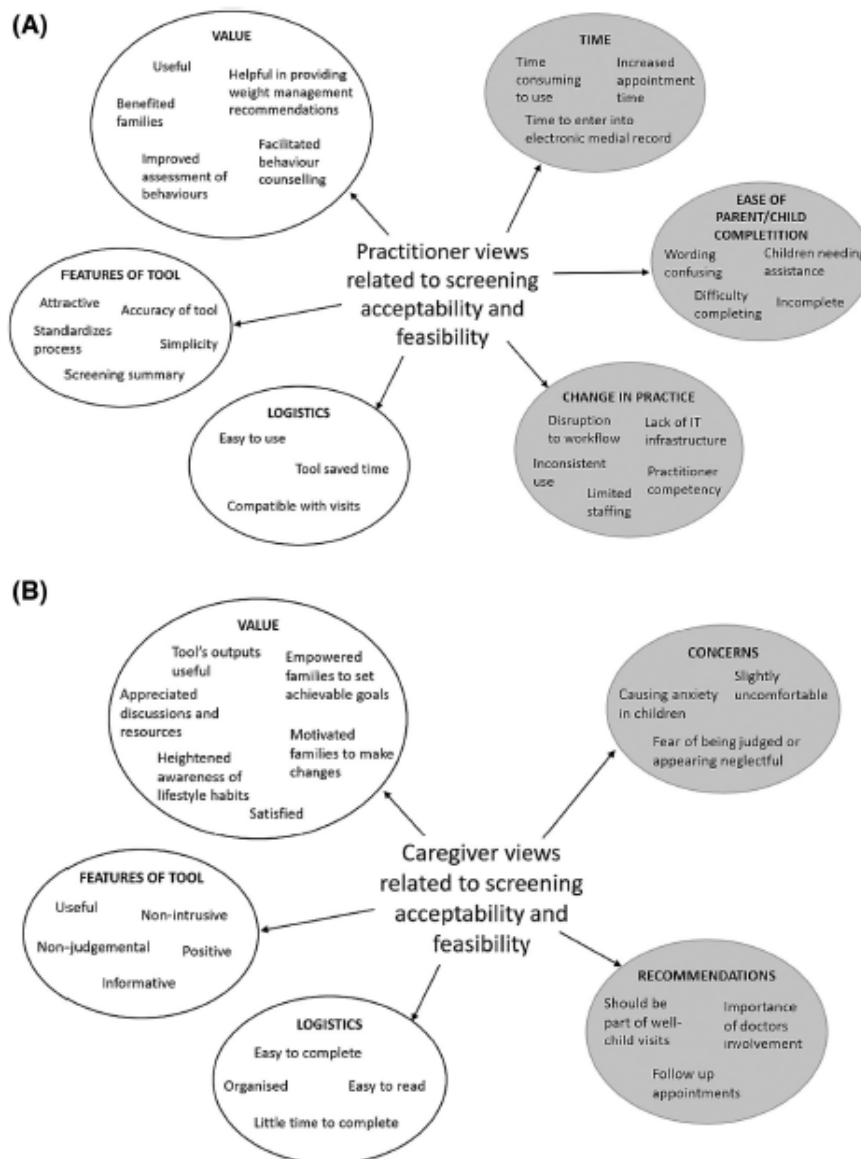 (A)
VALUE
Useful
Helpful in providing
weight management
recommendations
Benefited
families
Facilitated
behaviour
counselling
Improved
assessment of
behaviours
TIME
Time
consuming
to use
Increased
appointment
time
Time to enter into
electronic medial record
EASE OF
PARENT/CHILD
COMPLETITION
Wording
confusing
Children needing
assistance
Difficulty
completing
Incomplete
Practitioner views
related to screening
acceptability and
feasibility
FEATURES OF TOOL
Attractive
Accuracy of tool
Standardizes
process
Simplicity
Screening summary
LOGISTICS
Easy to use
Tool saved time
Compatible with visits
CHANGE IN PRACTICE
Disruption
to workflow
Lack of IT
infrastructure
Inconsistent
use
Practitioner
competency
Limited
staffing
(B)
VALUE
Tool's outputs
useful
Empowered
families to set
achievable goals
Appreciated
discussions and
resources
Motivated
families to make
changes
Heightened
awareness of
lifestyle habits
Satisfied
CONCERNS
Slightly
uncomfortable
Causing anxiety
in children
Fear of being judged or
appearing neglectful
Caregiver views
related to screening
acceptability and
feasibility
FEATURES OF TOOL
Useful
Non-intrusive
Non-judgemental
Positive
Informative
LOGISTICS
Easy to complete
Organised
Easy to read
Little time to complete
RECOMMENDATIONS
Should be
part of well-
child visits
Importance
of doctors
involvement
Follow up
appointments